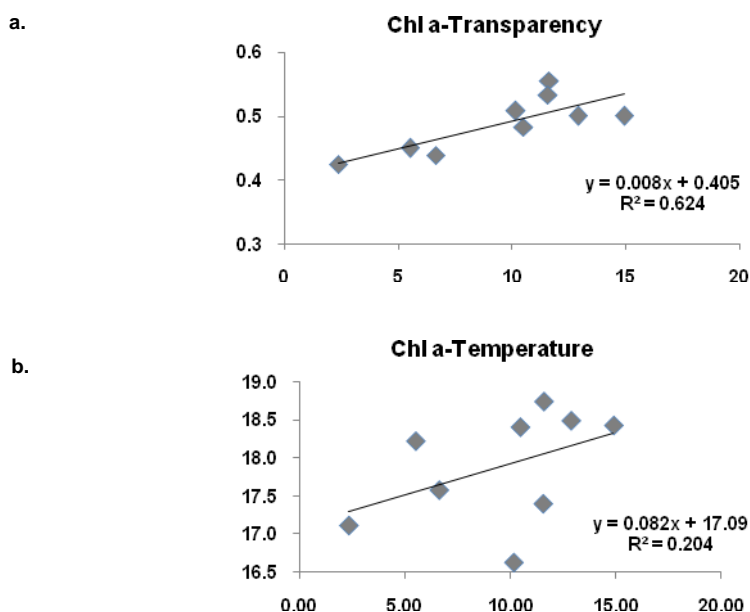 a.
Chl a-Transparency
0.6
0.5
0.4
0.3
y = 0.008x + 0.405
R² = 0.624
0 5 10 15 20
b.
Chl a-Temperature
19.0
18.5
18.0
17.5
17.0
16.5
y = 0.082x + 17.09
R² = 0.204
0.00 5.00 10.00 15.00 20.00